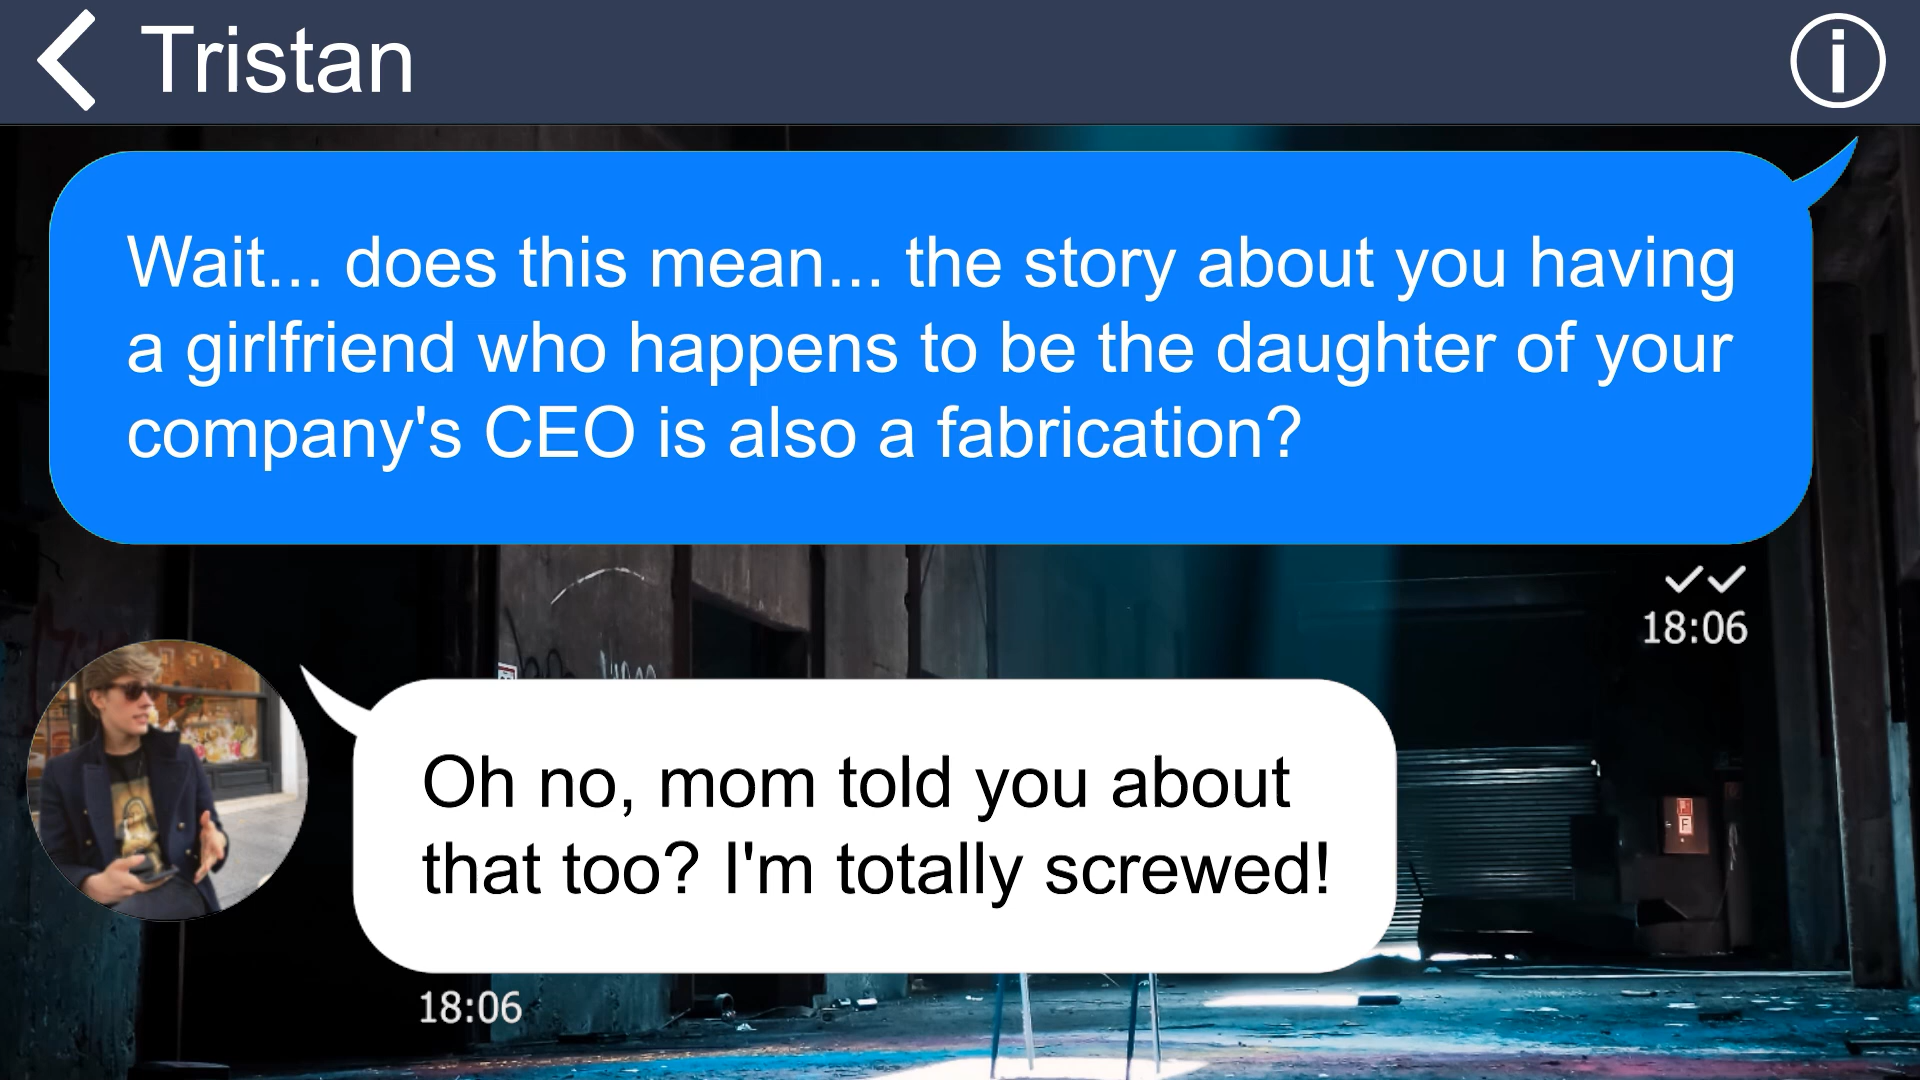 Tristan
Wait... does this mean... the story about you having
a girlfriend who happens to be the daughter of your
company's CEO is also a fabrication?
18:06
Oh no, mom told you about
that too? I'm totally screwed!
18:06
F